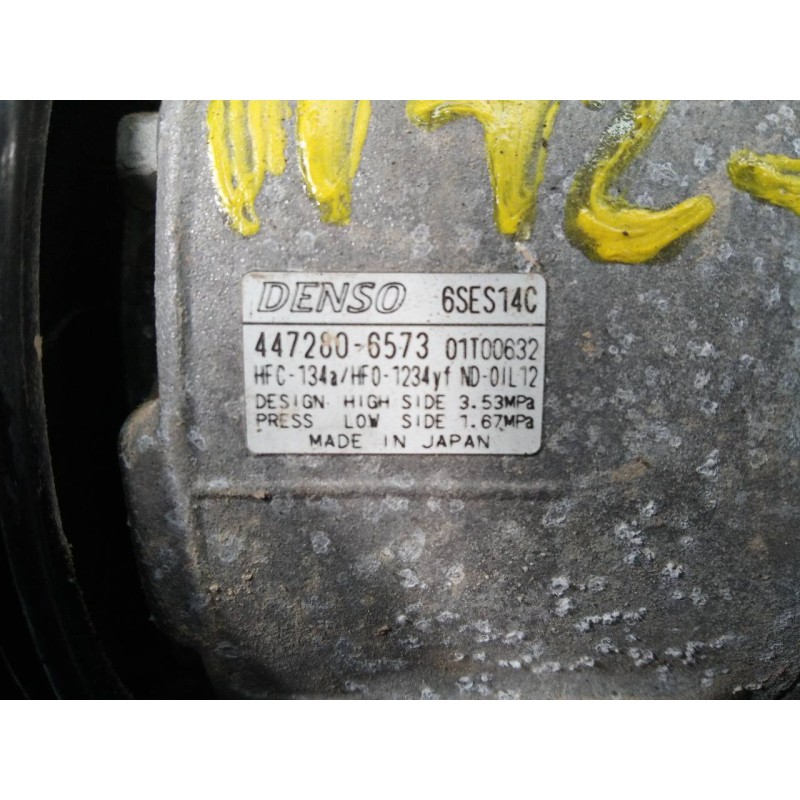 DENSO 6SES14C
447280-6573 01T00632
HFC-134a/HFO-1234yf ND-OIL12
DESIGN HIGH SIDE 3.53MPa
PRESS LOW SIDE 1.67MPa
MADE IN JAPAN